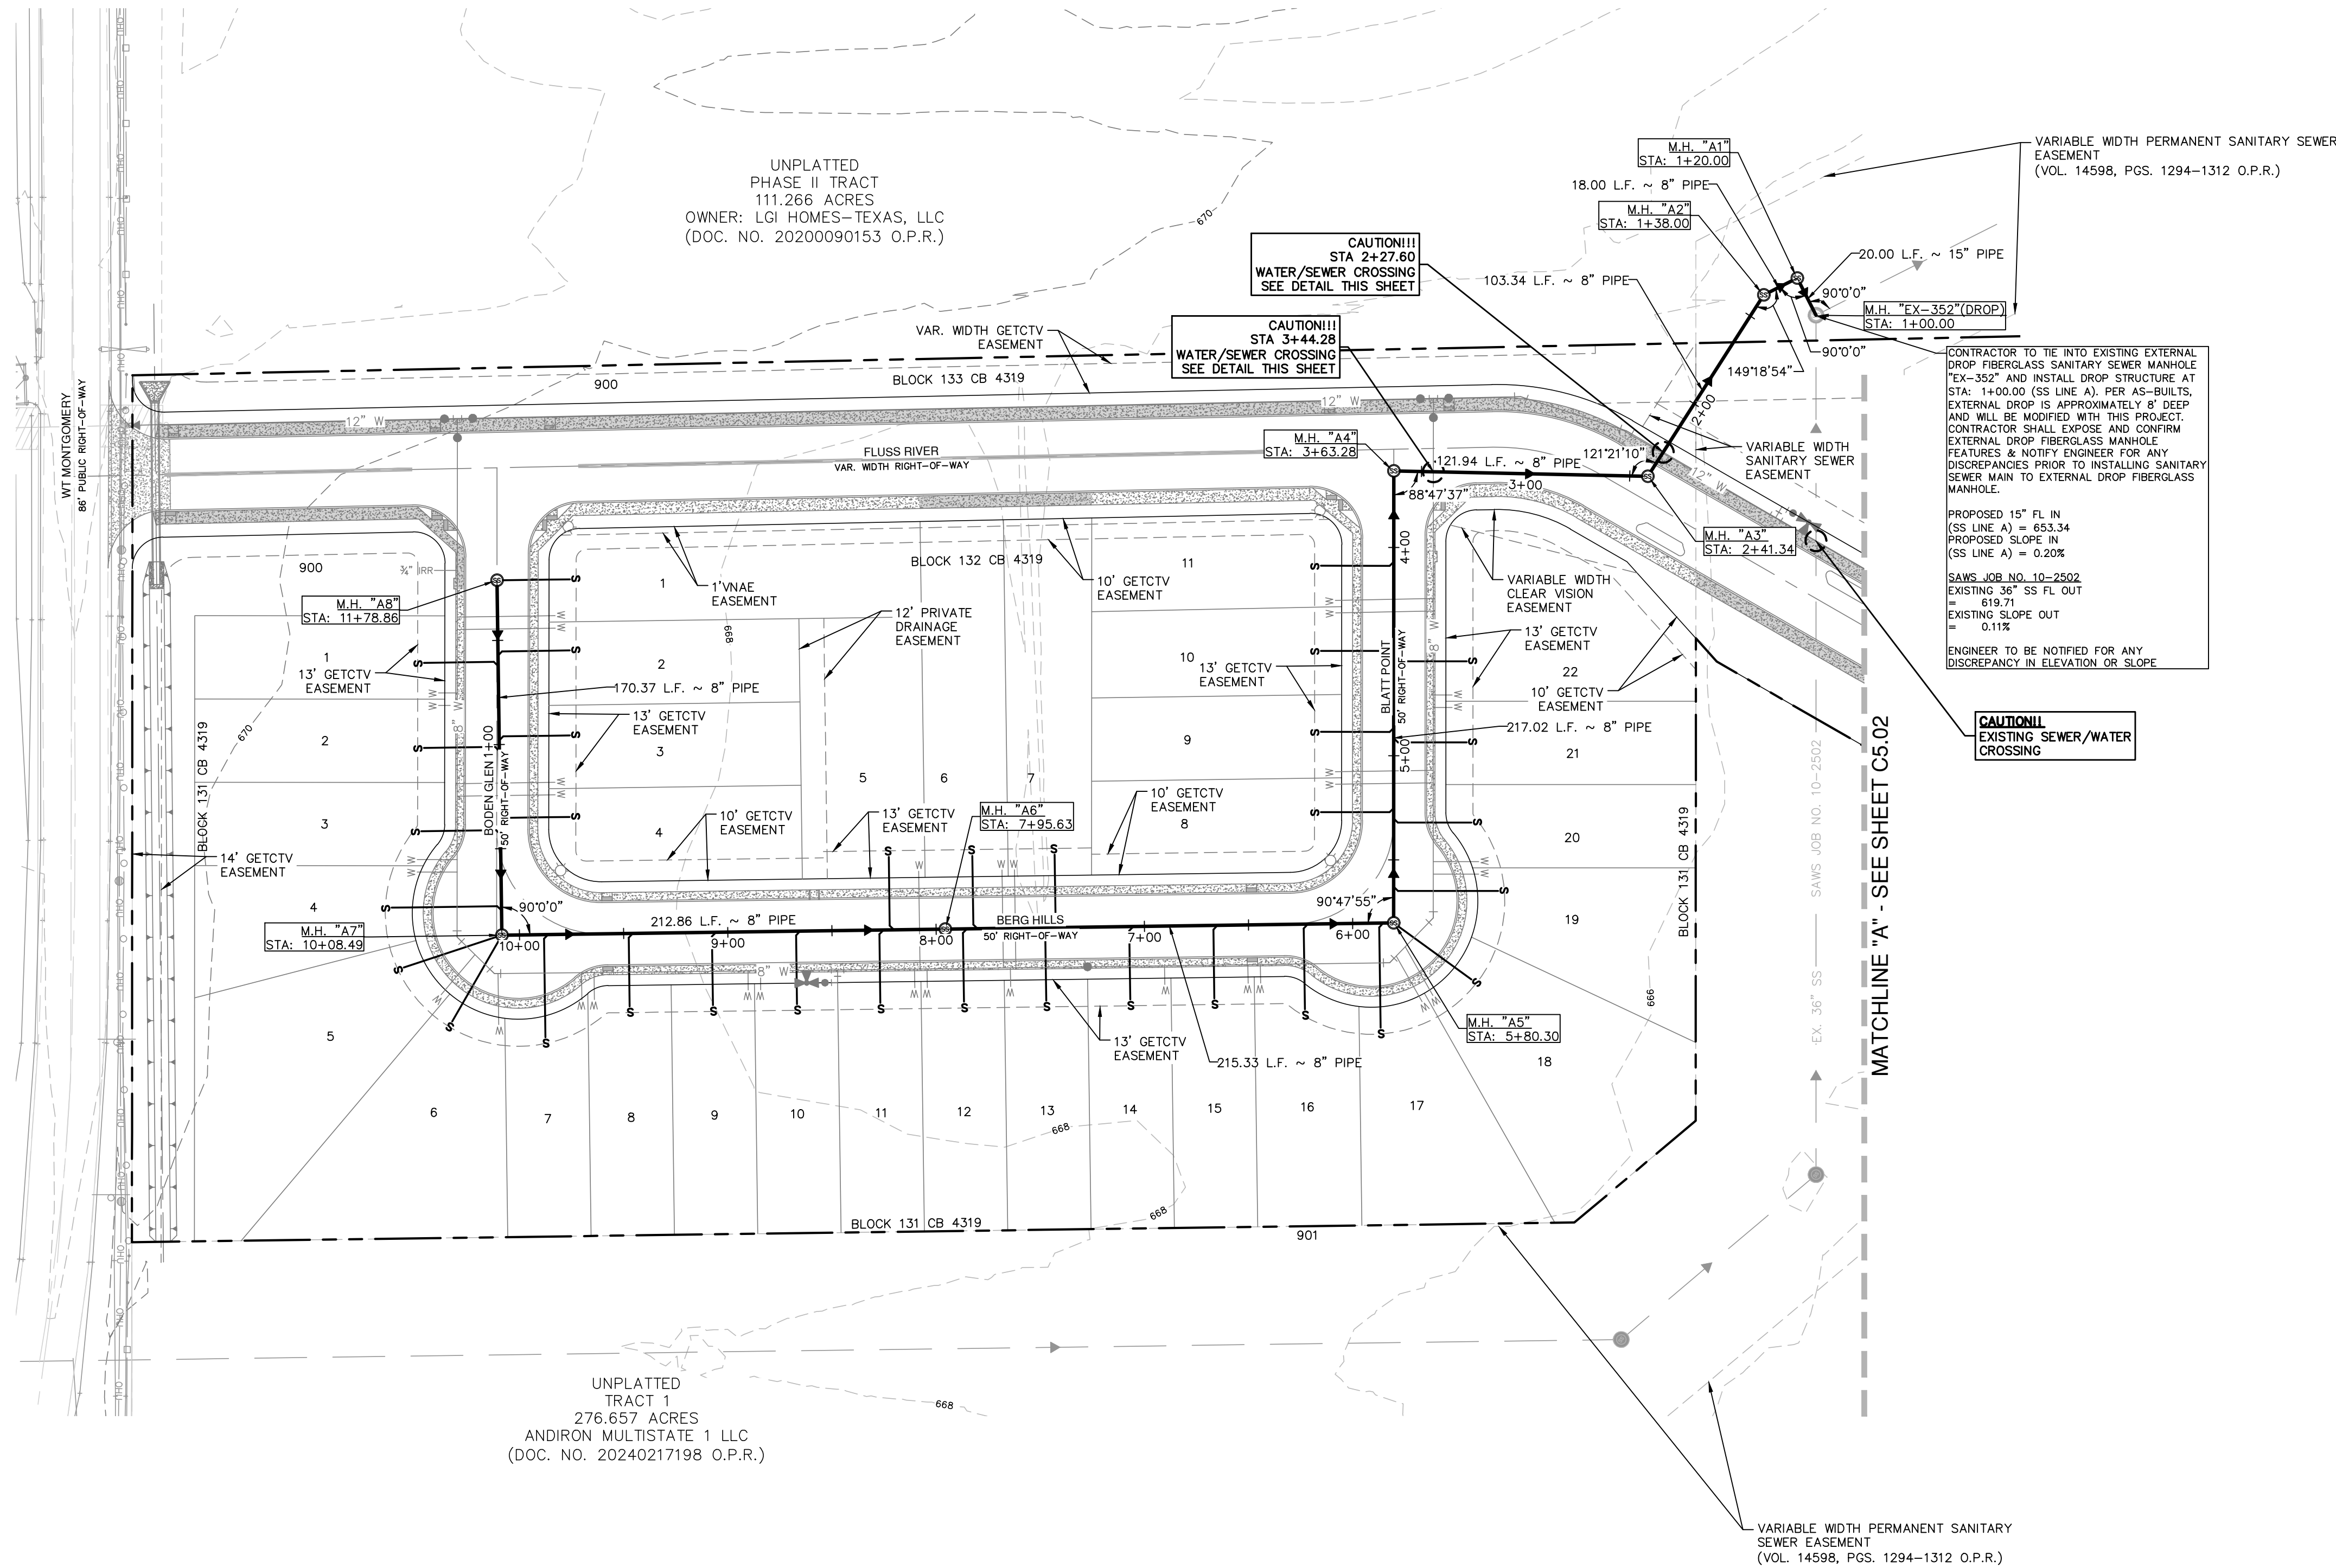 UNPLATTED
PHASE II TRACT
111.266 ACRES
OWNER: LGI HOMES–TEXAS, LLC
(DOC. NO. 20200090153 O.P.R.)
670
M.H. "A1"
STA: 1+20.00
18.00 L.F. ~ 8" PIPE
M.H. "A2"
STA: 1+38.00
VARIABLE WIDTH PERMANENT SANITARY SEWER
EASEMENT
(VOL. 14598, PGS. 1294–1312 O.P.R.)
CAUTION!!!
STA 2+27.60
WATER/SEWER CROSSING
SEE DETAIL THIS SHEET
103.34 L.F. ~ 8" PIPE
20.00 L.F. ~ 15" PIPE
90°0'0"
M.H. "EX-352"(DROP)
STA: 1+00.00
CAUTION!!!
STA 3+44.28
WATER/SEWER CROSSING
SEE DETAIL THIS SHEET
VAR. WIDTH GETCTV
EASEMENT
90°0'0"
149°18'54"
CONTRACTOR TO TIE INTO EXISTING EXTERNAL
DROP FIBERGLASS SANITARY SEWER MANHOLE
"EX-352" AND INSTALL DROP STRUCTURE AT
STA: 1+00.00 (SS LINE A). PER AS-BUILTS,
EXTERNAL DROP IS APPROXIMATELY 8' DEEP
AND WILL BE MODIFIED WITH THIS PROJECT.
CONTRACTOR SHALL EXPOSE AND CONFIRM
EXTERNAL DROP FIBERGLASS MANHOLE
FEATURES & NOTIFY ENGINEER FOR ANY
DISCREPANCIES PRIOR TO INSTALLING SANITARY
SEWER MAIN TO EXTERNAL DROP FIBERGLASS
MANHOLE.
PROPOSED 15" FL IN
(SS LINE A) = 653.34
PROPOSED SLOPE IN
(SS LINE A) = 0.20%
SAWS JOB NO. 10-2502
EXISTING 36" SS FL OUT
= 619.71
EXISTING SLOPE OUT
= 0.11%
ENGINEER TO BE NOTIFIED FOR ANY
DISCREPANCY IN ELEVATION OR SLOPE
900
BLOCK 133 CB 4319
12" W
12" W
12" W
WT MONTGOMERY
86' PUBLIC RIGHT-OF-WAY
FLUSS RIVER
VAR. WIDTH RIGHT-OF-WAY
M.H. "A4"
STA: 3+63.28
121.94 L.F. ~ 8" PIPE
121°21'10"
2+00
3+00
88°47'37"
VARIABLE WIDTH
SANITARY SEWER
EASEMENT
M.H. "A3"
STA: 2+41.34
900
¾" IRR
M.H. "A8"
STA: 11+78.86
1
1'VNAE
EASEMENT
BLOCK 132 CB 4319
10' GETCTV
EASEMENT
11
4+00
VARIABLE WIDTH
CLEAR VISION
EASEMENT
12' PRIVATE
DRAINAGE
EASEMENT
668
1
13' GETCTV
EASEMENT
2
170.37 L.F. ~ 8" PIPE
10
13' GETCTV
EASEMENT
BLATT POINT
50' RIGHT-OF-WAY
8"
13' GETCTV
EASEMENT
22
10' GETCTV
EASEMENT
BLOCK 131 CB 4319
670
2
8"
BODEN GLEN 1+00
50' RIGHT-OF-WAY
13' GETCTV
EASEMENT
3
9
5+00
217.02 L.F. ~ 8" PIPE
21
CAUTION!!
EXISTING SEWER/WATER
CROSSING
MATCHLINE "A" - SEE SHEET C5.02
EX. 36" SS
SAWS JOB NO. 10-2502
3
4
10' GETCTV
EASEMENT
5
6
7
13' GETCTV
EASEMENT
M.H. "A6"
STA: 7+95.63
10' GETCTV
EASEMENT
8
20
BLOCK 131 CB 4319
14' GETCTV
EASEMENT
4
M.H. "A7"
STA: 10+08.49
90°0'0"
212.86 L.F. ~ 8" PIPE
BERG HILLS
50' RIGHT-OF-WAY
90°47'55"
10+00
9+00
8+00
7+00
6+00
19
8" W
5
13' GETCTV
EASEMENT
215.33 L.F. ~ 8" PIPE
M.H. "A5"
STA: 5+80.30
666
18
6
7
8
9
10
11
12
13
14
15
16
17
668
668
BLOCK 131 CB 4319
901
UNPLATTED
TRACT 1
276.657 ACRES
ANDIRON MULTISTATE 1 LLC
(DOC. NO. 20240217198 O.P.R.)
668
VARIABLE WIDTH PERMANENT SANITARY
SEWER EASEMENT
(VOL. 14598, PGS. 1294–1312 O.P.R.)